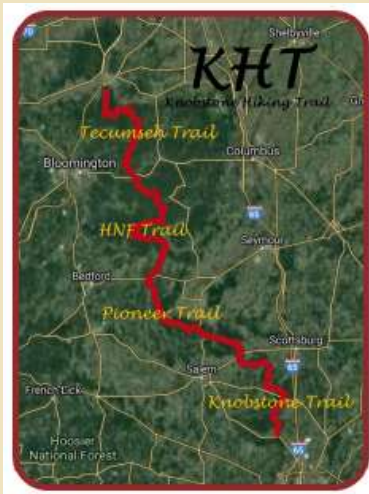 70
Shelbyville
KHT
Knobstone Hiking Trail
Tecumseh Trail
Columbus
Bloomington
65
HNF Trail
Seymour
Bedford
Pioneer Trail
Scottsburg
65
Salem
French Lick
Knobstone Trail
Hoosier
National Forest
65